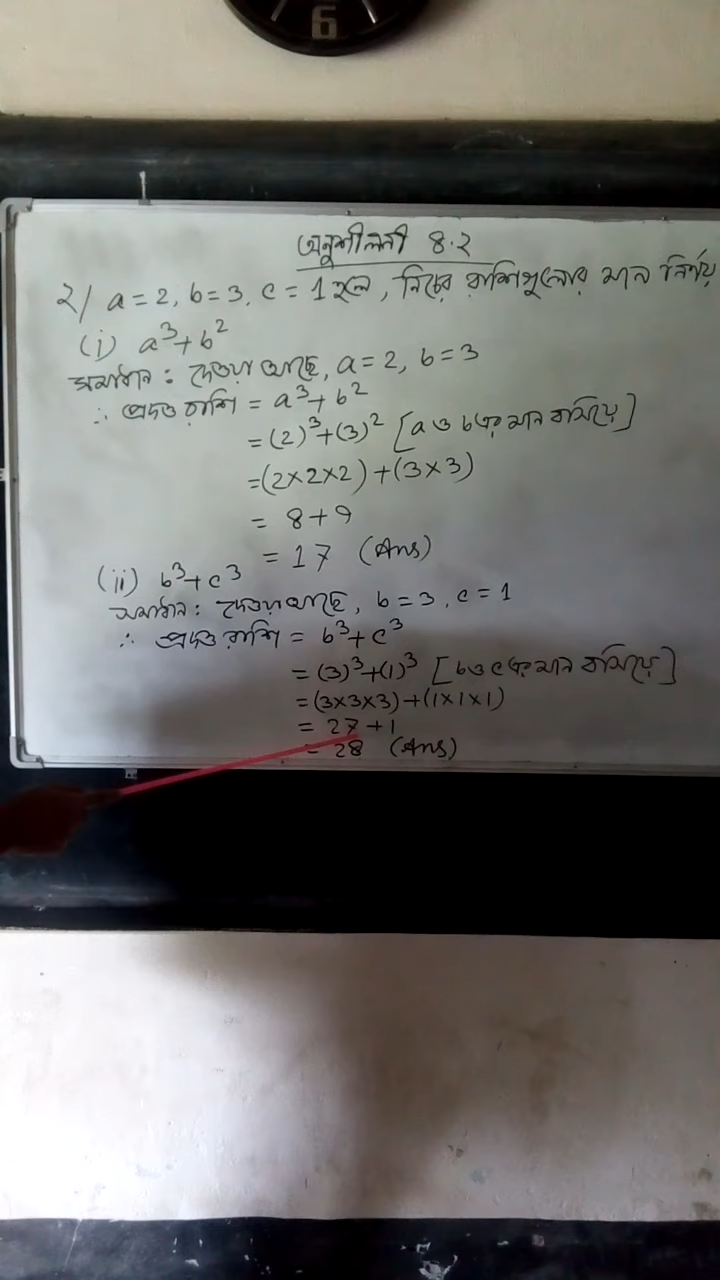 6
অনুশীলনী ৪.২
২/ a = 2, b = 3, c = 1 হলে, নিচের রাশিগুলোর মান নির্ণয়
(i) a³+b²
সমাধান : দেওয়া আছে, a = 2, b = 3
∴ প্রদত্ত রাশি = a³+b²
= (2)³+(3)² [a ও b এর মান বসিয়ে]
=(2×2×2)+(3×3)
= 8+9
= 17 (Ans)
(ii) b³+c³
সমাধান : দেওয়া আছে, b = 3, c = 1
∴ প্রদত্ত রাশি = b³+c³
= (3)³+(1)³ [b ও c এর মান বসিয়ে]
= (3×3×3)+(1×1×1)
= 27+1
= 28 (Ans)